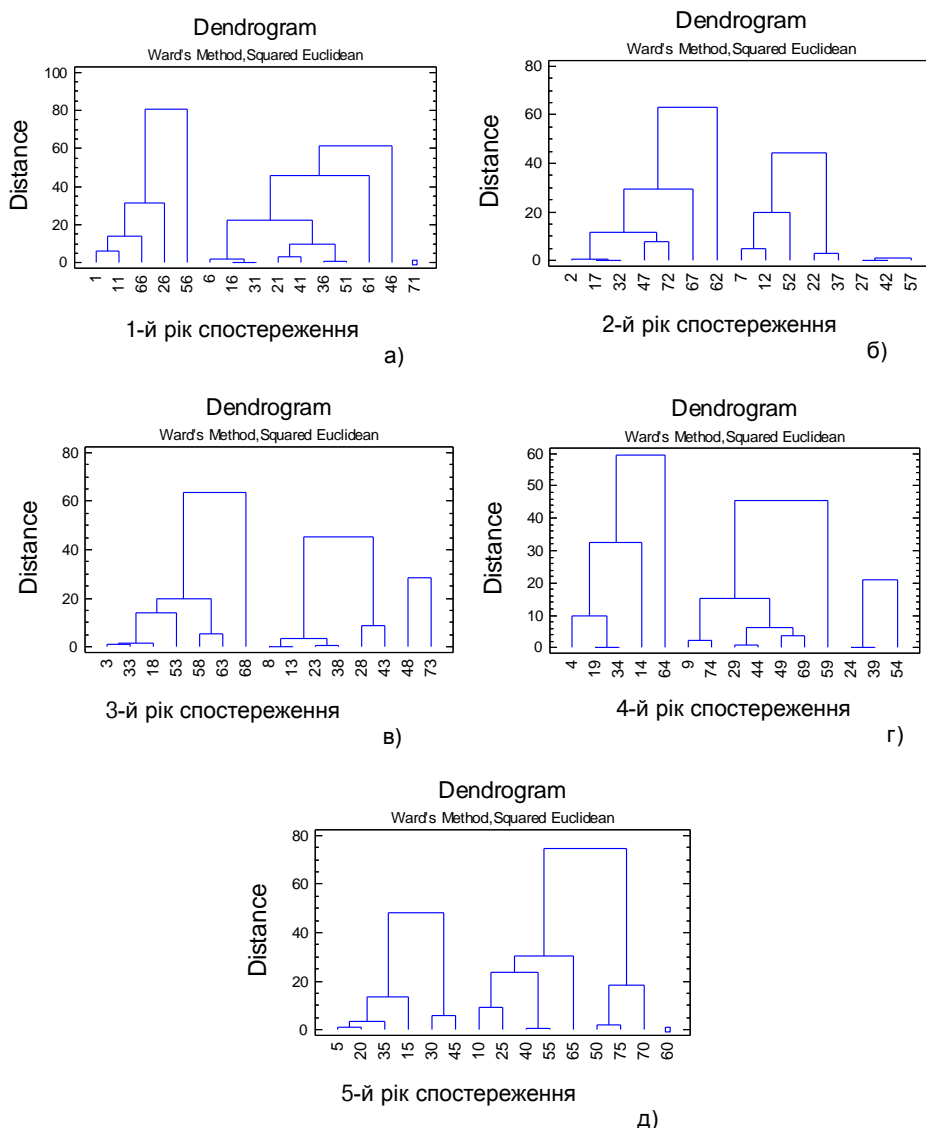 Dendrogram
Ward's Method,Squared Euclidean
Distance
100
80
60
40
20
0
1 11 66 26 56 6 16 31 21 41 36 51 61 46 71
1-й рік спостереження
а)
Dendrogram
Ward's Method,Squared Euclidean
Distance
80
60
40
20
0
2 17 32 47 72 67 62 7 12 52 22 37 27 42 57
2-й рік спостереження
б)
Dendrogram
Ward's Method,Squared Euclidean
Distance
80
60
40
20
0
3 33 18 53 58 63 68 8 13 23 38 28 43 48 73
3-й рік спостереження
в)
Dendrogram
Ward's Method,Squared Euclidean
Distance
60
50
40
30
20
10
0
4 19 34 14 64 9 74 29 44 49 69 59 24 39 54
4-й рік спостереження
г)
Dendrogram
Ward's Method,Squared Euclidean
Distance
80
60
40
20
0
5 20 35 15 30 45 10 25 40 55 65 50 75 70 60
5-й рік спостереження
д)